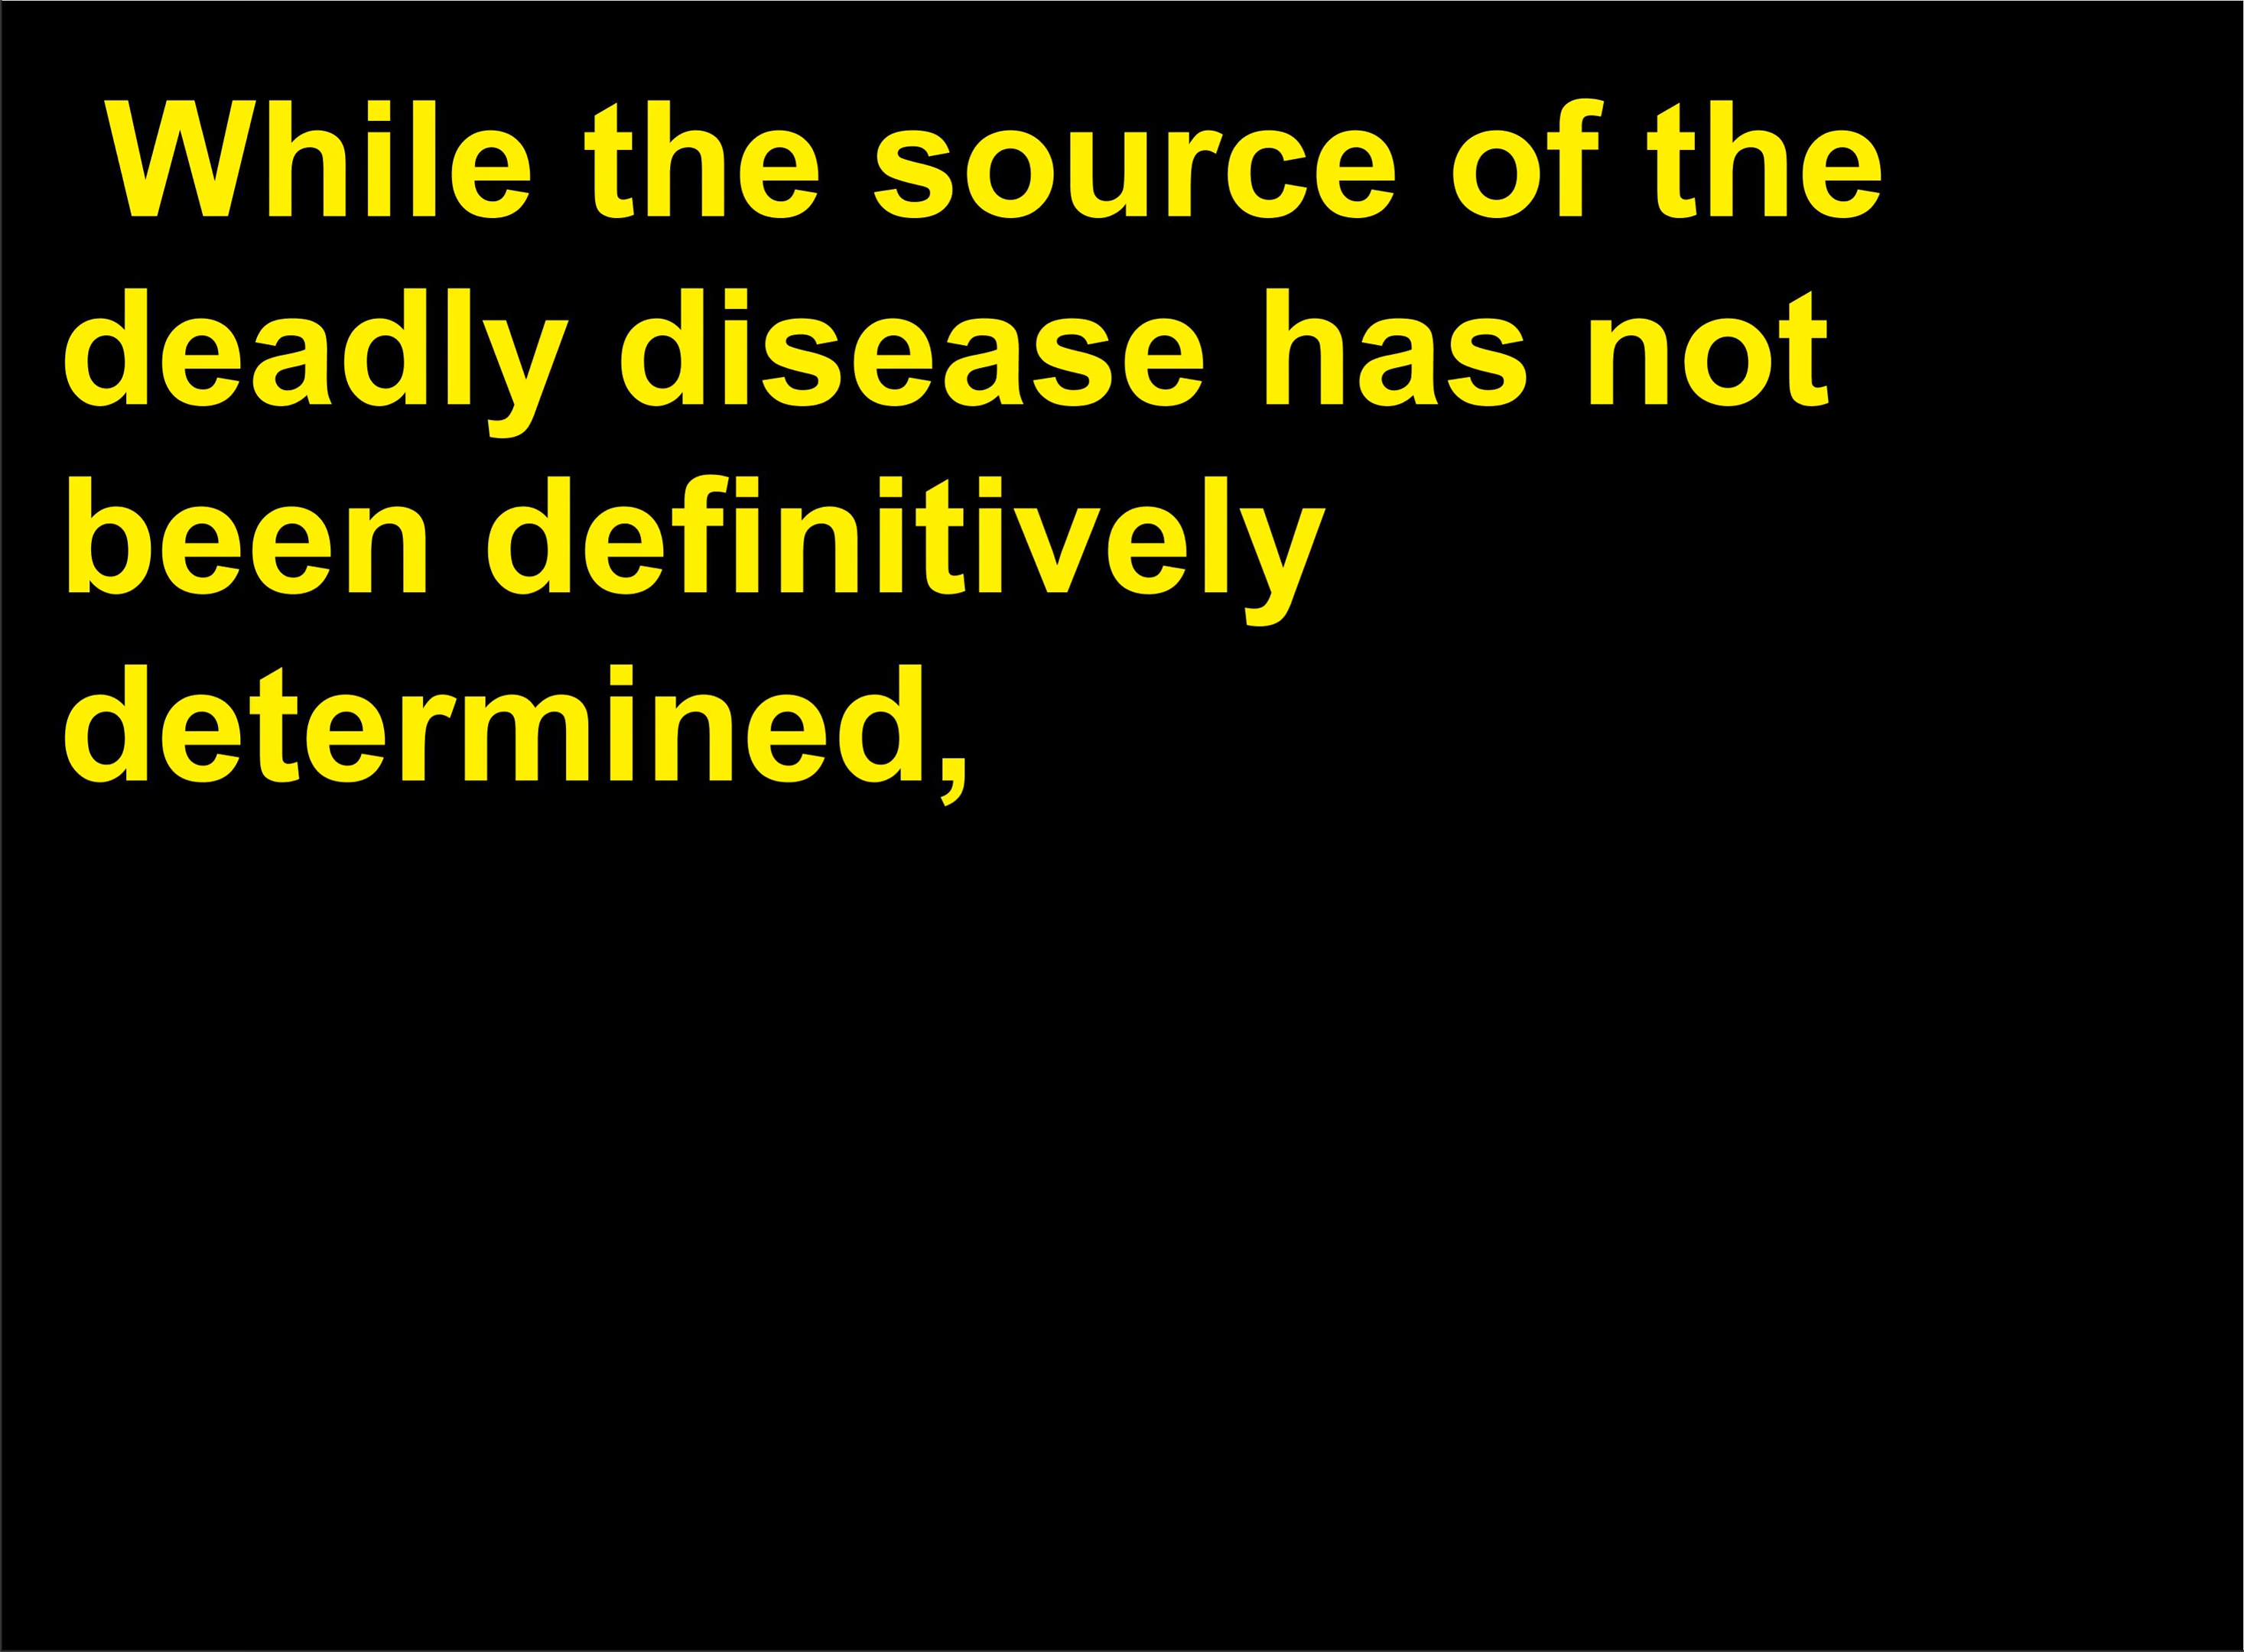 While the source of the
deadly disease has not
been definitively
determined,